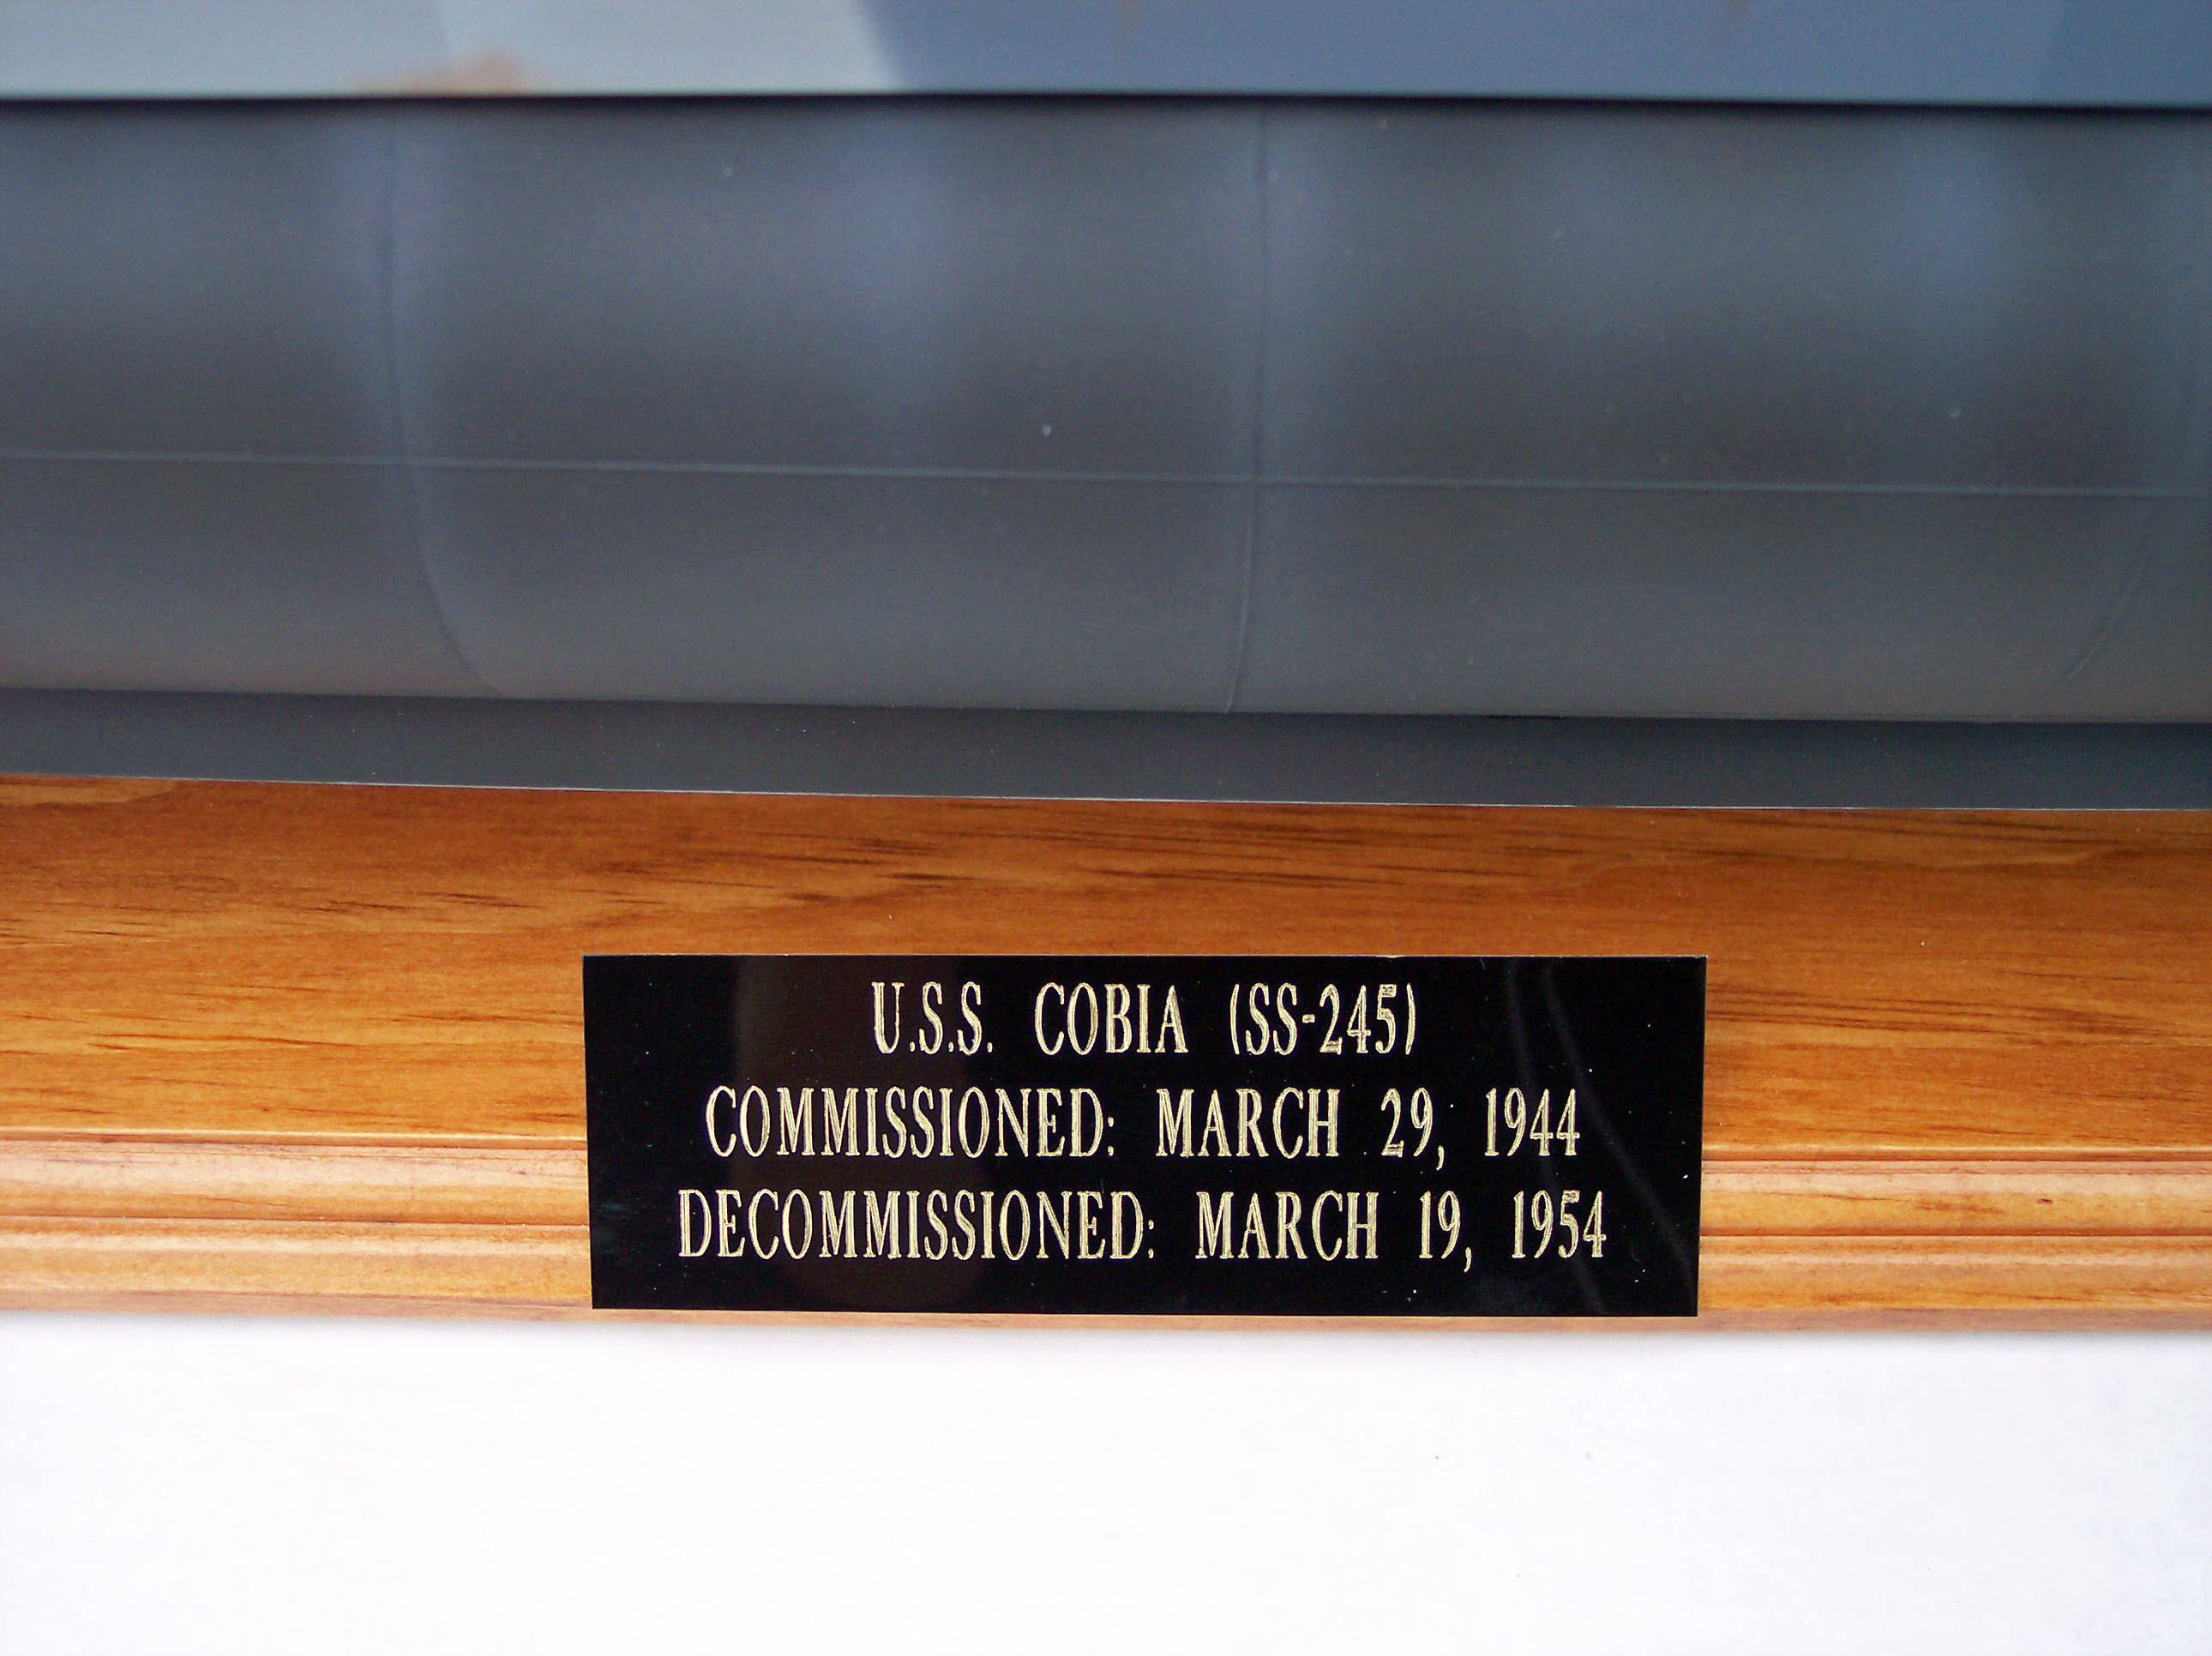 U.S.S. COBIA (SS-245)
COMMISSIONED: MARCH 29, 1944
DECOMMISSIONED: MARCH 19, 1954